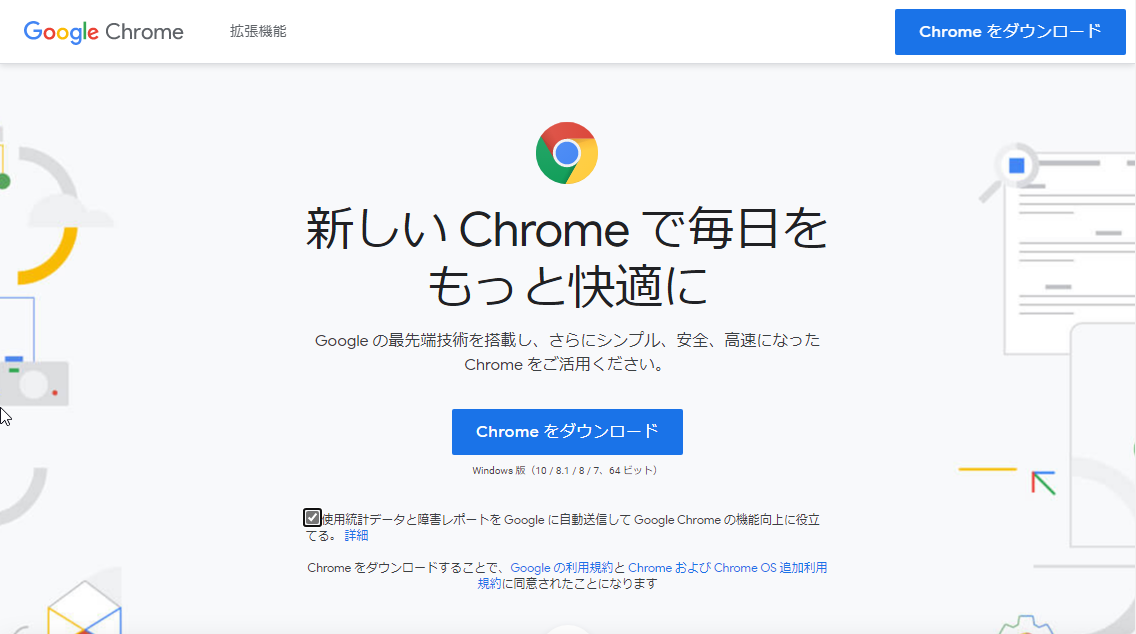 Google Chrome
拡張機能
Chrome をダウンロード
新しい Chrome で毎日を
もっと快適に
Google の最先端技術を搭載し、さらにシンプル、安全、高速になった
Chrome をご活用ください。
Chrome をダウンロード
Windows 版（10 / 8.1 / 8 / 7、64 ビット）
使用統計データと障害レポートを Google に自動送信して Google Chrome の機能向上に役立
てる。 詳細
Chrome をダウンロードすることで、Google の利用規約と Chrome および Chrome OS 追加利用
規約に同意されたことになります